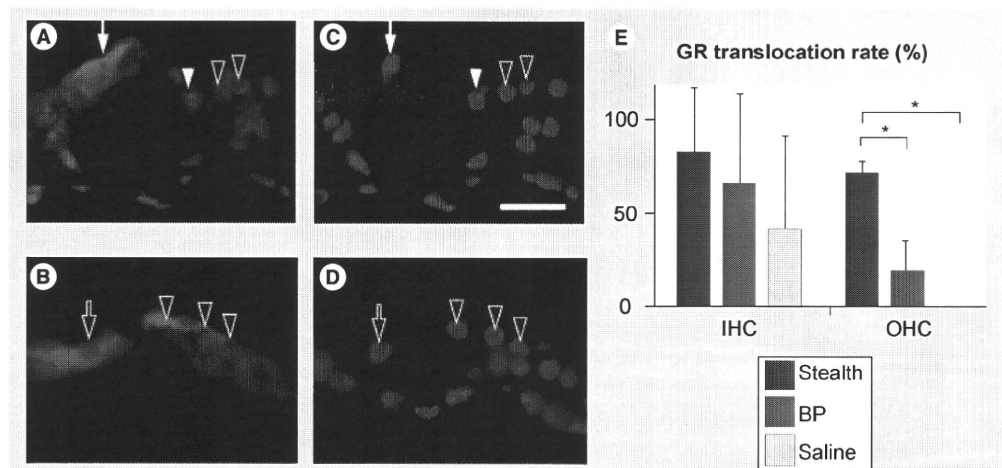 A
C
E
GR translocation rate (%)
100
50
0
IHC
OHC
*
*
B
D
Stealth
BP
Saline